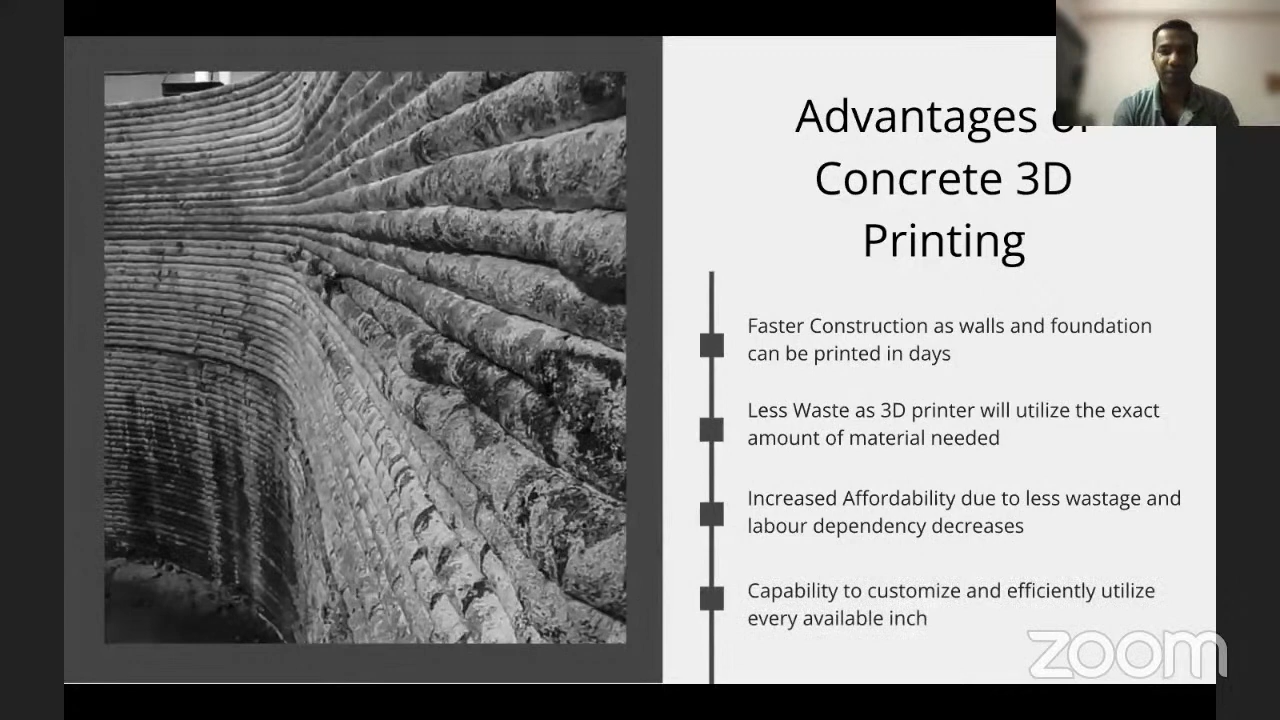 Advantages of
Concrete 3D
Printing
Faster Construction as walls and foundation
can be printed in days
Less Waste as 3D printer will utilize the exact
amount of material needed
Increased Affordability due to less wastage and
labour dependency decreases
Capability to customize and efficiently utilize
every available inch
zoom